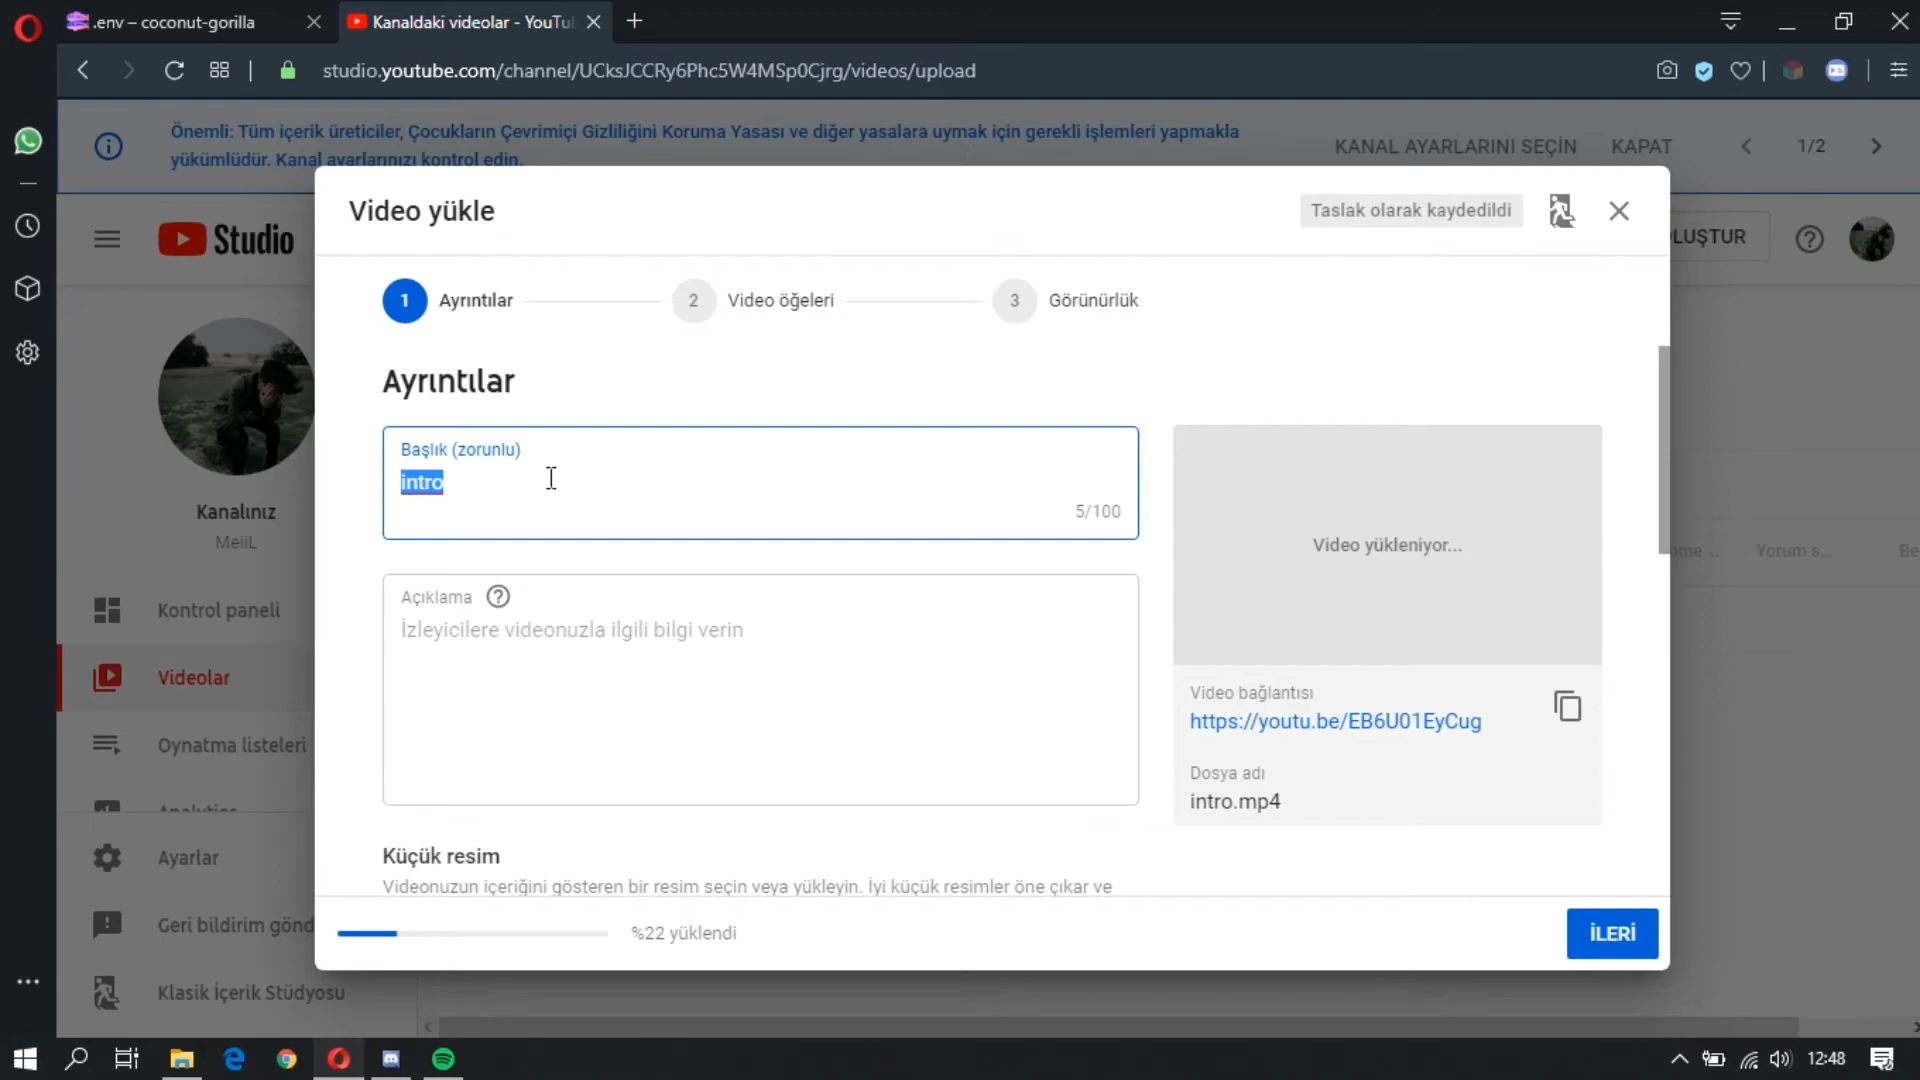 .env – coconut-gorilla
Kanaldaki videolar - YouTu
studio.youtube.com/channel/UCksJCCRy6Phc5W4MSp0Cjrg/videos/upload
Önemli: Tüm içerik üreticiler, Çocukların Çevrimiçi Gizliliğini Koruma Yasası ve diğer yasalara uymak için gerekli işlemleri yapmakla
yükümlüdür. Kanal ayarlarınızı kontrol edin.
KANAL AYARLARINI SEÇİN
KAPAT
1/2
Studio
LUŞTUR
Video yükle
Taslak olarak kaydedildi
1 Ayrıntılar
2 Video öğeleri
3 Görünürlük
Ayrıntılar
Başlık (zorunlu)
intro
5/100
Açıklama
İzleyicilere videonuzla ilgili bilgi verin
Video yükleniyor...
Video bağlantısı
https://youtu.be/EB6U01EyCug
Dosya adı
intro.mp4
Küçük resim
Videonuzun içeriğini gösteren bir resim seçin veya yükleyin. İyi küçük resimler öne çıkar ve
%22 yüklendi
İLERİ
Kanalınız
MeliL
Kontrol paneli
Videolar
Oynatma listeleri
Analytics
Ayarlar
Geri bildirim gönd
Klasik İçerik Stüdyosu
Yorum s...
Be
12:48